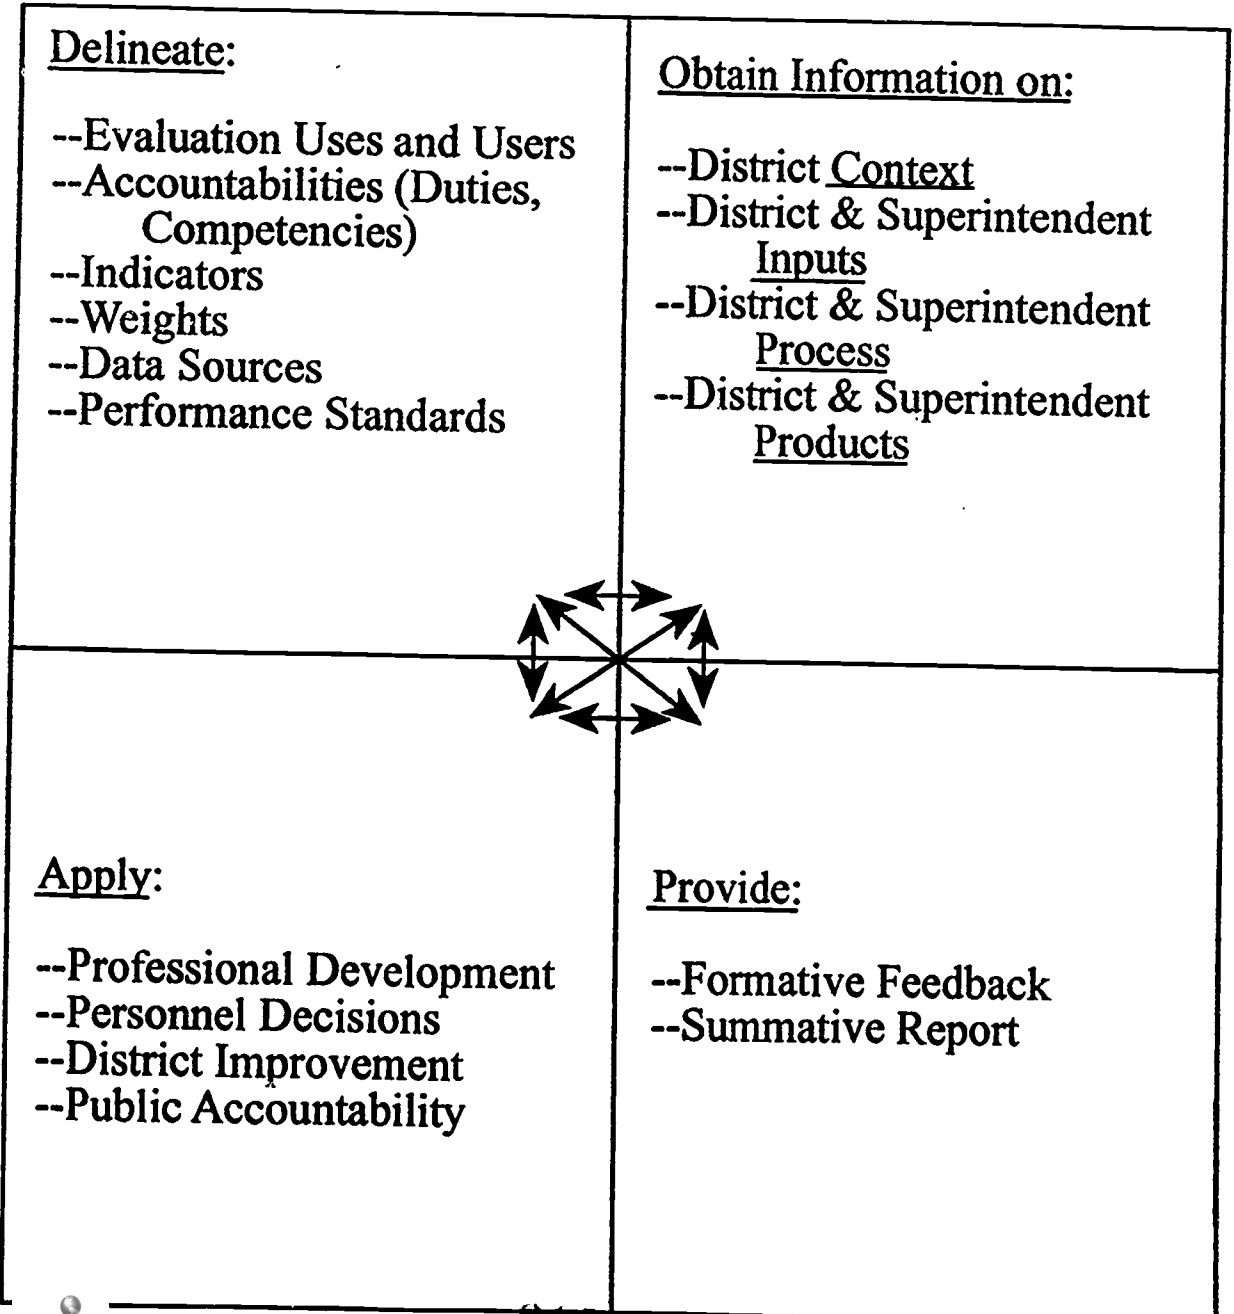 Delineate:
--Evaluation Uses and Users
--Accountabilities (Duties,
Competencies)
--Indicators
--Weights
--Data Sources
--Performance Standards
Obtain Information on:
--District Context
--District & Superintendent
Inputs
--District & Superintendent
Process
--District & Superintendent
Products
Apply:
--Professional Development
--Personnel Decisions
--District Improvement
--Public Accountability
Provide:
--Formative Feedback
--Summative Report